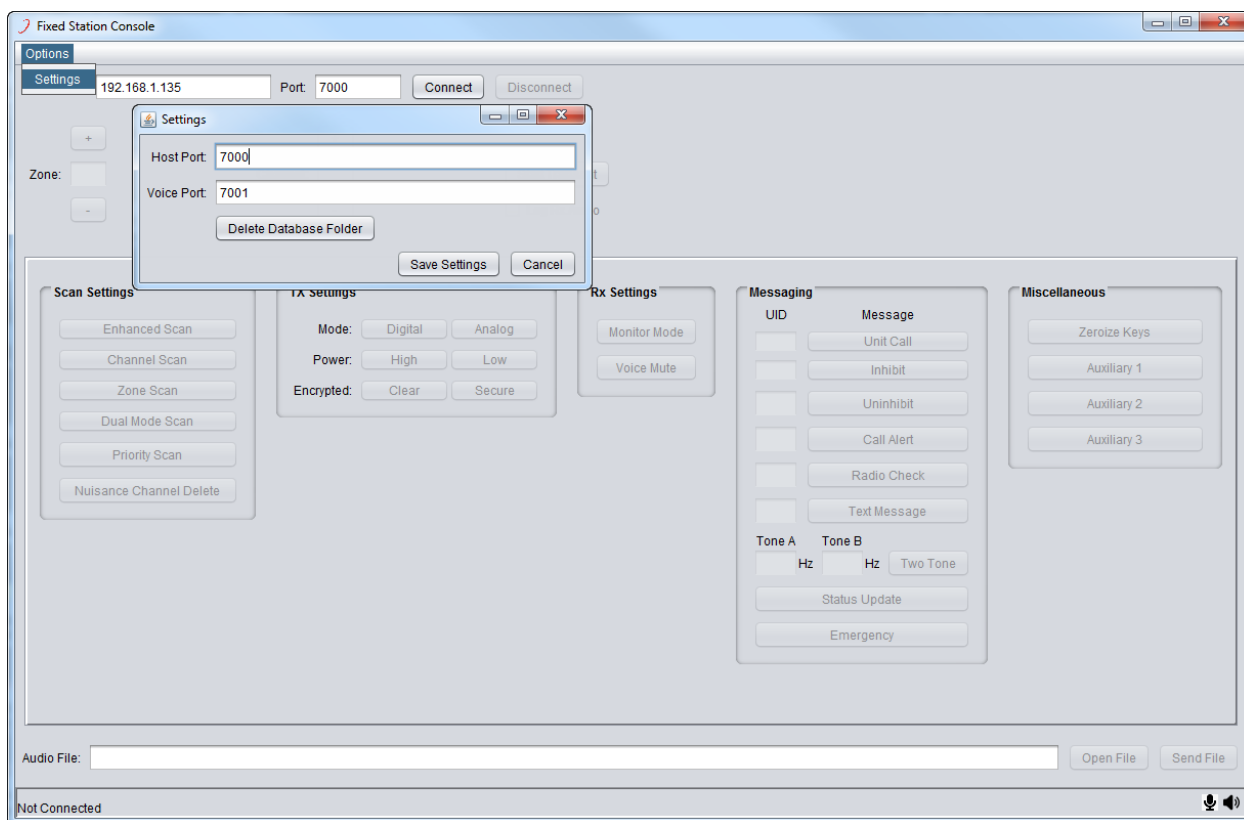 Fixed Station Console
Options
Settings
192.168.1.135 Port: 7000 Connect Disconnect
Settings
Host Port: 7000
Voice Port: 7001
Delete Database Folder
Save Settings Cancel
+
Zone:
-
Scan Settings
Enhanced Scan
Channel Scan
Zone Scan
Dual Mode Scan
Priority Scan
Nuisance Channel Delete
TX Settings
Mode: Digital Analog
Power: High Low
Encrypted: Clear Secure
Rx Settings
Monitor Mode
Voice Mute
Messaging
UID Message
Unit Call
Inhibit
Uninhibit
Call Alert
Radio Check
Text Message
Tone A Tone B
Hz Hz Two Tone
Status Update
Emergency
Miscellaneous
Zeroize Keys
Auxiliary 1
Auxiliary 2
Auxiliary 3
Audio File: Open File Send File
Not Connected